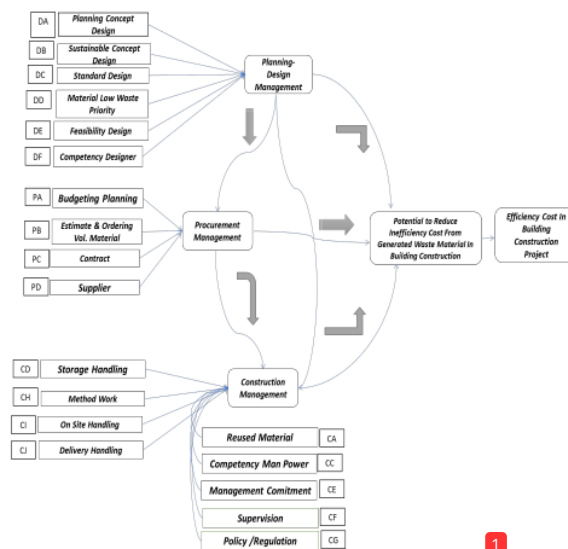 DA
Planning Concept
Design
DB
Sustainable Concept
Design
DC
Standard Design
DD
Material Low Waste
Priority
DE
Feasibility Design
DF
Competency Designer
Planning-
Design
Management
PA
Budgeting Planning
PB
Estimate & Ordering
Vol. Material
PC
Contract
PD
Supplier
Procurement
Management
Potential to Reduce
Inefficiency Cost From
Generated Waste Material In
Building Construction
Efficiency Cost In
Building
Construction
Project
CD
Storage Handling
CH
Method Work
CI
On Site Handling
CJ
Delivery Handling
Construction
Management
Reused Material
CA
Competency Man Power
CC
Management Comitment
CE
Supervision
CF
Policy /Regulation
CG
1